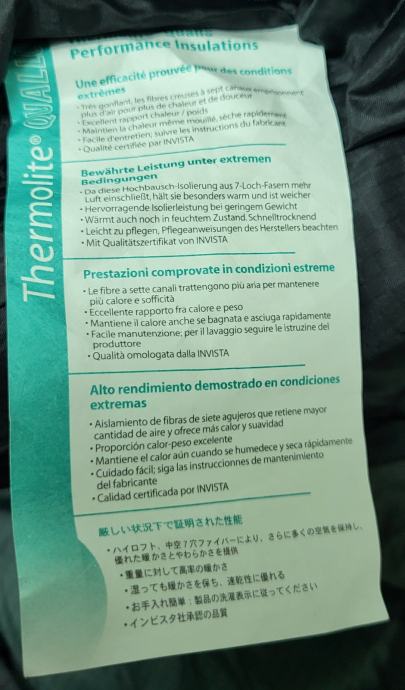 Thermolite® QUALL
Performance Insulations
Une efficacité prouvée pour des conditions
extrêmes
• Très gonflant, les fibres creuses à sept canaux emprisonnent
plus d'air pour plus de chaleur et de douceur
• Excellent rapport chaleur / poids
• Maintien la chaleur même mouillé, sèche rapidement
• Facile d'entretien; suivre les instructions du fabricant
• Qualité certifiée par INVISTA
Bewährte Leistung unter extremen
Bedingungen
• Da diese Hochbausch-Isolierung aus 7-Loch-Fasern mehr
Luft einschließt, hält sie besonders warm und ist weicher
• Hervorragende Isolierleistung bei geringem Gewicht
• Wärmt auch noch in feuchtem Zustand. Schnelltrocknend
• Leicht zu pflegen, Pflegeanweisungen des Herstellers beachten
• Mit Qualitätszertifikat von INVISTA
Prestazioni comprovate in condizioni estreme
• Le fibre a sette canali trattengono più aria per mantenere
più calore e sofficità
• Eccellente rapporto fra calore e peso
• Mantiene il calore anche se bagnata e asciuga rapidamente
• Facile manutenzione; per il lavaggio seguire le istruzine del
produttore
• Qualità omologata dalla INVISTA
Alto rendimiento demostrado en condiciones
extremas
• Aislamiento de fibras de siete agujeros que retiene mayor
cantidad de aire y ofrece más calor y suavidad
• Proporción calor-peso excelente
• Mantiene el calor aún cuando se humedece y seca rápidamente
• Cuidado fácil; siga las instrucciones de mantenimiento
del fabricante
• Calidad certificada por INVISTA
厳しい状況下で証明された性能
• ハイロフト、中空7穴ファイバーにより、さらに多くの空気を保持し、
優れた暖かさとやわらかさを提供
• 重量に対して高率の暖かさ
• 湿っても暖かさを保ち、速乾性に優れる
• お手入れ簡単：製品の洗濯表示に従ってください
• インビスタ社承認の品質